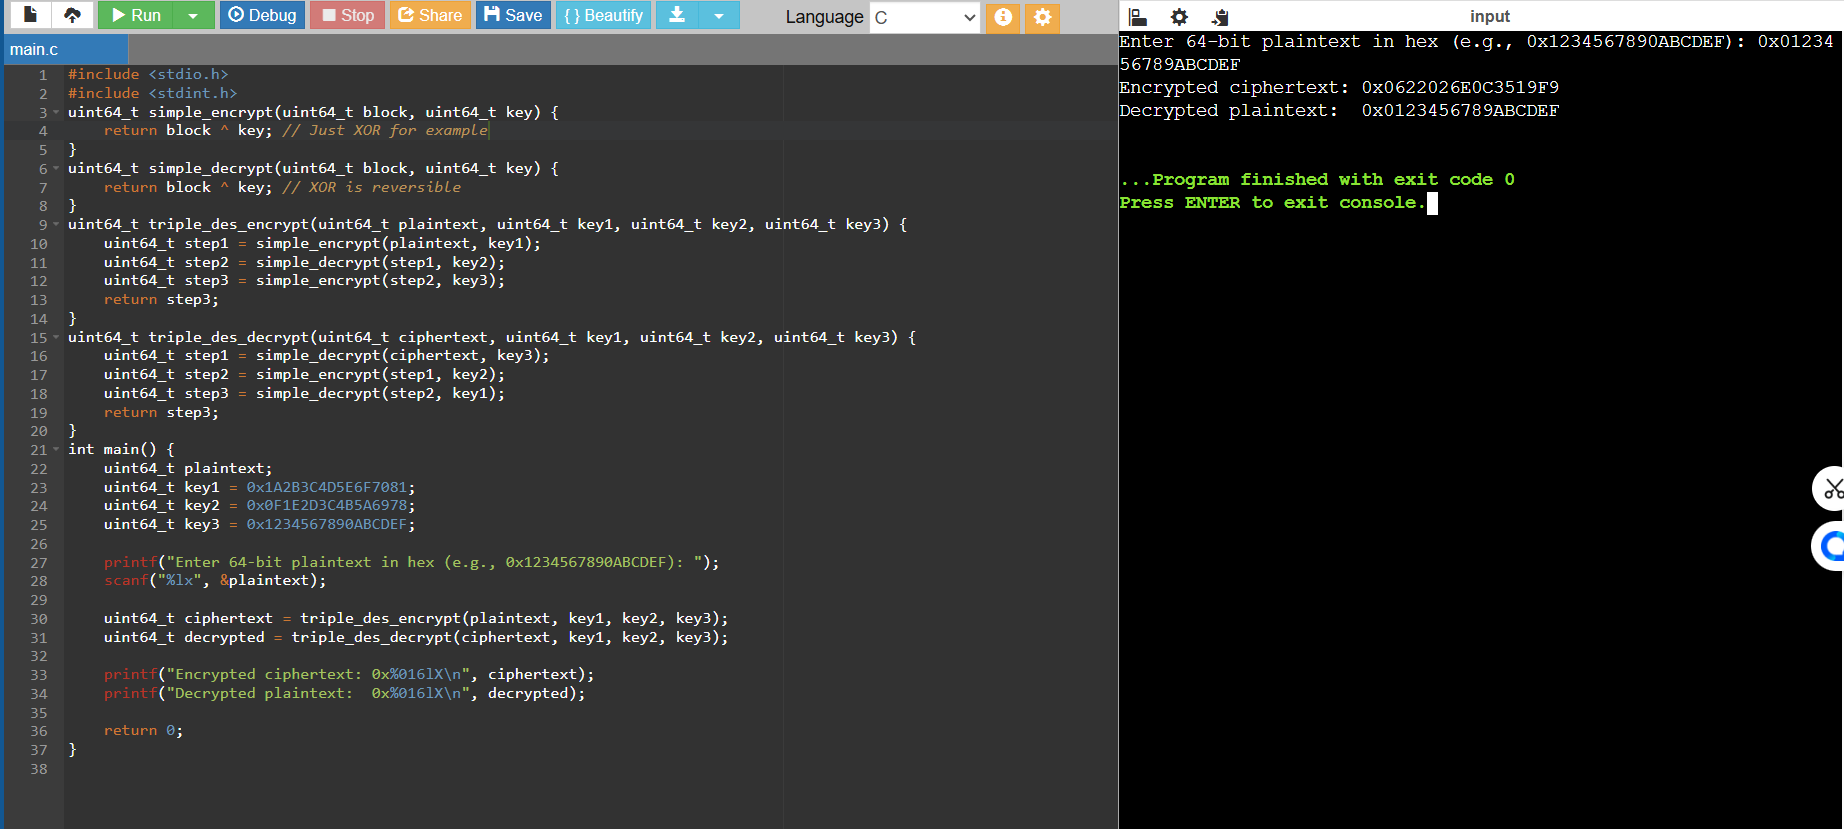 Run Debug Stop Share Save { } Beautify Language C
input
main.c
1 #include <stdio.h>
2 #include <stdint.h>
3 uint64_t simple_encrypt(uint64_t block, uint64_t key) {
4     return block ^ key; // Just XOR for example
5 }
6 uint64_t simple_decrypt(uint64_t block, uint64_t key) {
7     return block ^ key; // XOR is reversible
8 }
9 uint64_t triple_des_encrypt(uint64_t plaintext, uint64_t key1, uint64_t key2, uint64_t key3) {
10     uint64_t step1 = simple_encrypt(plaintext, key1);
11     uint64_t step2 = simple_decrypt(step1, key2);
12     uint64_t step3 = simple_encrypt(step2, key3);
13     return step3;
14 }
15 uint64_t triple_des_decrypt(uint64_t ciphertext, uint64_t key1, uint64_t key2, uint64_t key3) {
16     uint64_t step1 = simple_decrypt(ciphertext, key3);
17     uint64_t step2 = simple_encrypt(step1, key2);
18     uint64_t step3 = simple_decrypt(step2, key1);
19     return step3;
20 }
21 int main() {
22     uint64_t plaintext;
23     uint64_t key1 = 0x1A2B3C4D5E6F7081;
24     uint64_t key2 = 0x0F1E2D3C4B5A6978;
25     uint64_t key3 = 0x1234567890ABCDEF;
26
27     printf("Enter 64-bit plaintext in hex (e.g., 0x1234567890ABCDEF): ");
28     scanf("%lx", &plaintext);
29
30     uint64_t ciphertext = triple_des_encrypt(plaintext, key1, key2, key3);
31     uint64_t decrypted = triple_des_decrypt(ciphertext, key1, key2, key3);
32
33     printf("Encrypted ciphertext: 0x%016lX\n", ciphertext);
34     printf("Decrypted plaintext:  0x%016lX\n", decrypted);
35
36     return 0;
37 }
38
Enter 64-bit plaintext in hex (e.g., 0x1234567890ABCDEF): 0x01234
56789ABCDEF
Encrypted ciphertext: 0x0622026E0C3519F9
Decrypted plaintext:  0x0123456789ABCDEF
...Program finished with exit code 0
Press ENTER to exit console.